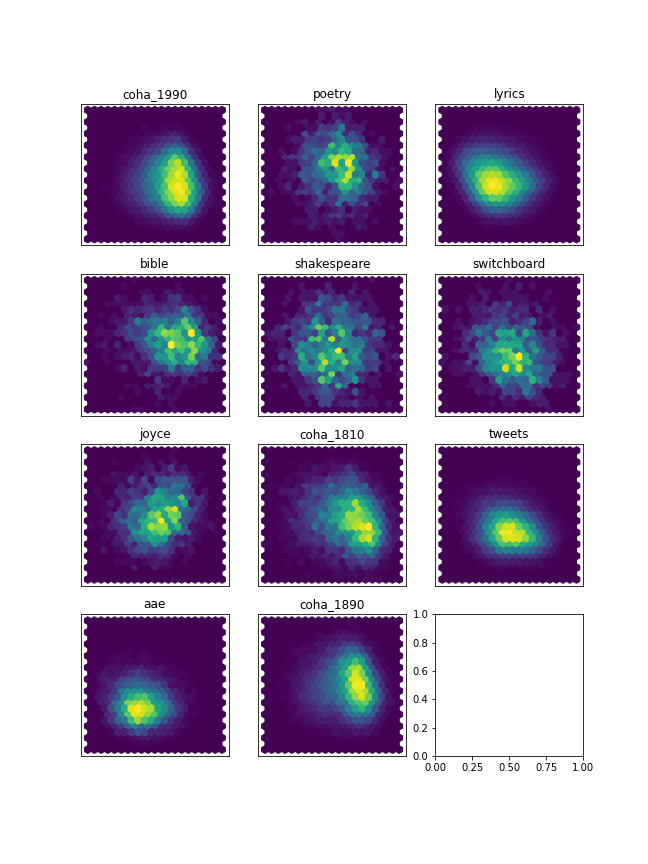 coha_1990 poetry lyrics
bible shakespeare switchboard
joyce coha_1810 tweets
aae coha_1890
1.0
0.8
0.6
0.4
0.2
0.0
0.00 0.25 0.50 0.75 1.00